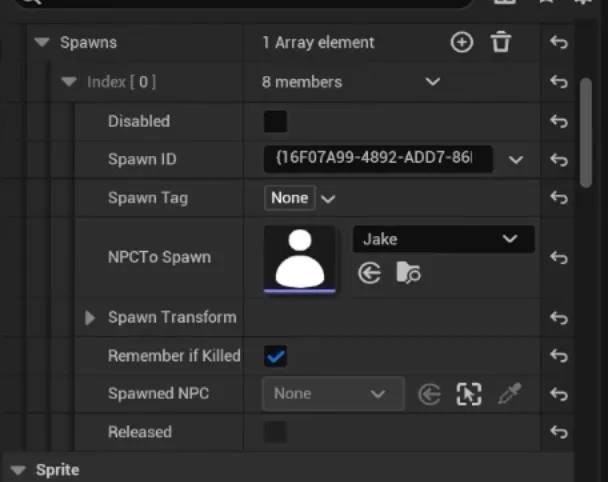 Spawns 1 Array element
Index [ 0 ] 8 members
Disabled
Spawn ID {16F07A99-4892-ADD7-86
Spawn Tag None
NPCTo Spawn Jake
Spawn Transform
Remember if Killed
Spawned NPC None
Released
Sprite